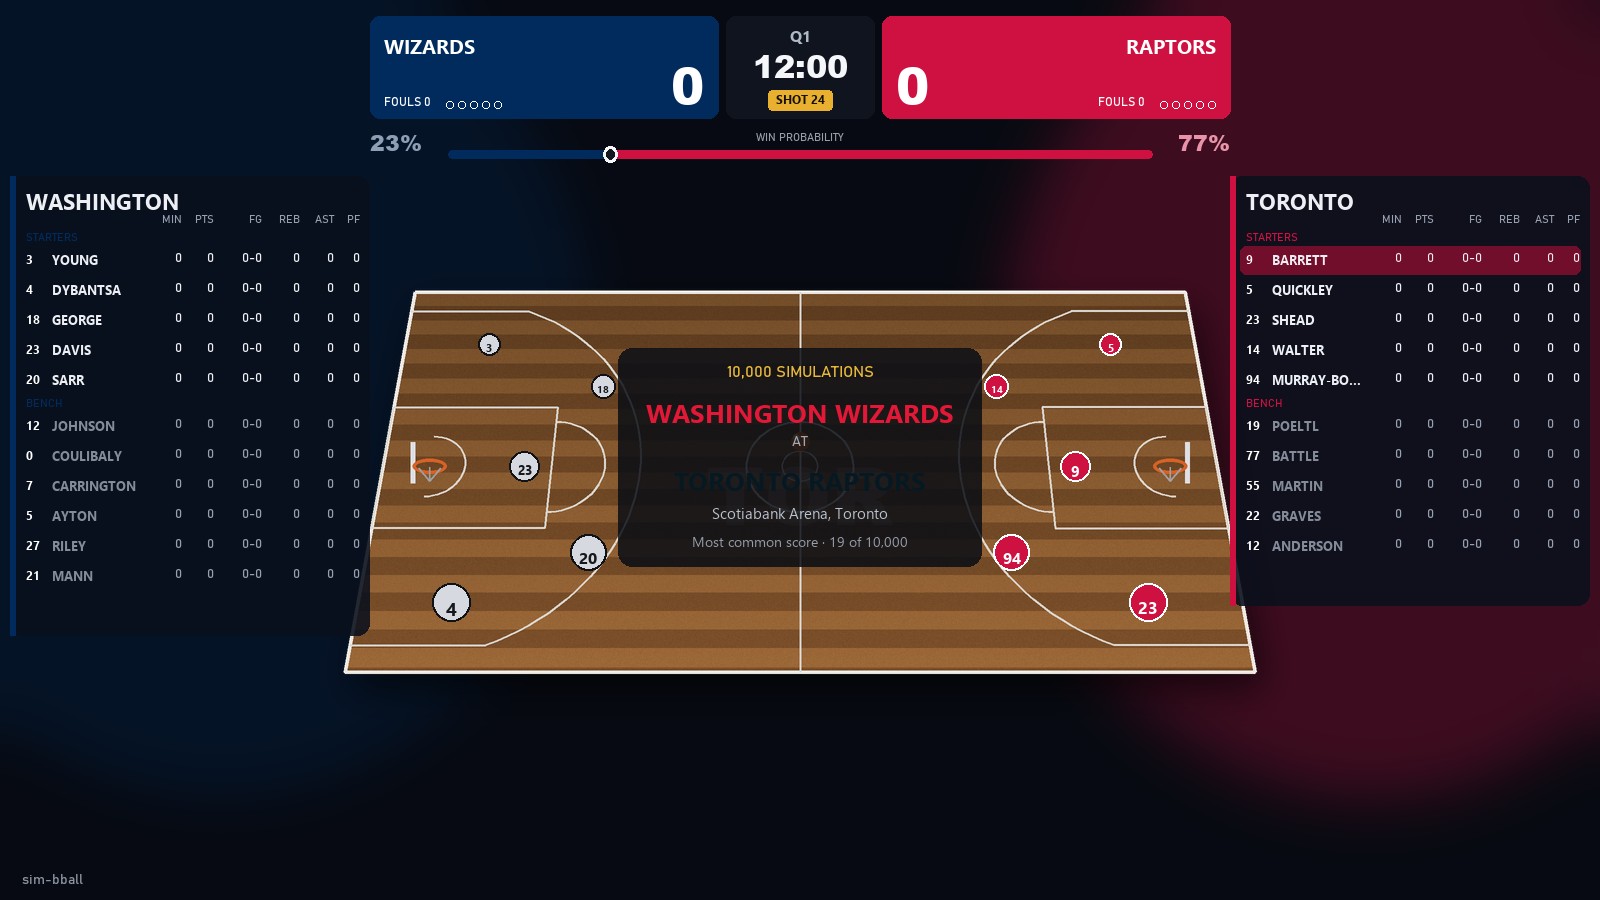 WIZARDS
0
FOULS 0
Q1
12:00
SHOT 24
RAPTORS
0
FOULS 0
23%
WIN PROBABILITY
77%
WASHINGTON
MIN PTS FG REB AST PF
STARTERS
3 YOUNG 0 0 0-0 0 0 0
4 DYBANTSA 0 0 0-0 0 0 0
18 GEORGE 0 0 0-0 0 0 0
23 DAVIS 0 0 0-0 0 0 0
20 SARR 0 0 0-0 0 0 0
BENCH
12 JOHNSON 0 0 0-0 0 0 0
0 COULIBALY 0 0 0-0 0 0 0
7 CARRINGTON 0 0 0-0 0 0 0
5 AYTON 0 0 0-0 0 0 0
27 RILEY 0 0 0-0 0 0 0
21 MANN 0 0 0-0 0 0 0
3
18
23
20
4
10,000 SIMULATIONS
WASHINGTON WIZARDS
AT
TORONTO RAPTORS
Scotiabank Arena, Toronto
Most common score · 19 of 10,000
5
14
9
94
23
TORONTO
MIN PTS FG REB AST PF
STARTERS
9 BARRETT 0 0 0-0 0 0 0
5 QUICKLEY 0 0 0-0 0 0 0
23 SHEAD 0 0 0-0 0 0 0
14 WALTER 0 0 0-0 0 0 0
94 MURRAY-BO... 0 0 0-0 0 0 0
BENCH
19 POELTL 0 0 0-0 0 0 0
77 BATTLE 0 0 0-0 0 0 0
55 MARTIN 0 0 0-0 0 0 0
22 GRAVES 0 0 0-0 0 0 0
12 ANDERSON 0 0 0-0 0 0 0
sim-bball